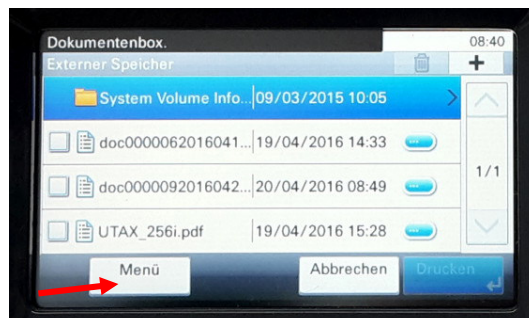 Dokumentenbox. 08:40
Externer Speicher +
System Volume Info... 09/03/2015 10:05
doc0000062016041... 19/04/2016 14:33
doc0000092016042... 20/04/2016 08:49
1/1
UTAX_256i.pdf 19/04/2016 15:28
Menü Abbrechen Drucken